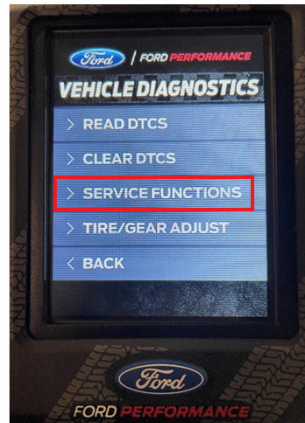 Ford / FORD PERFORMANCE
VEHICLE DIAGNOSTICS
> READ DTCS
> CLEAR DTCS
> SERVICE FUNCTIONS
> TIRE/GEAR ADJUST
< BACK
Ford
FORD PERFORMANCE